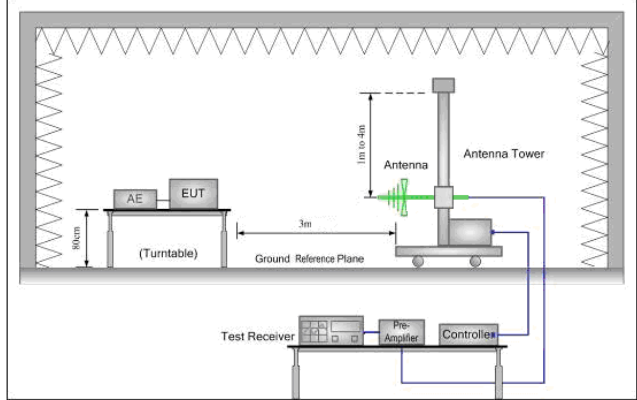 1m to 4m
Antenna
Antenna Tower
AE
EUT
80cm
(Turntable)
3m
Ground Reference Plane
Test Receiver
Pre-
Amplifier
Controller